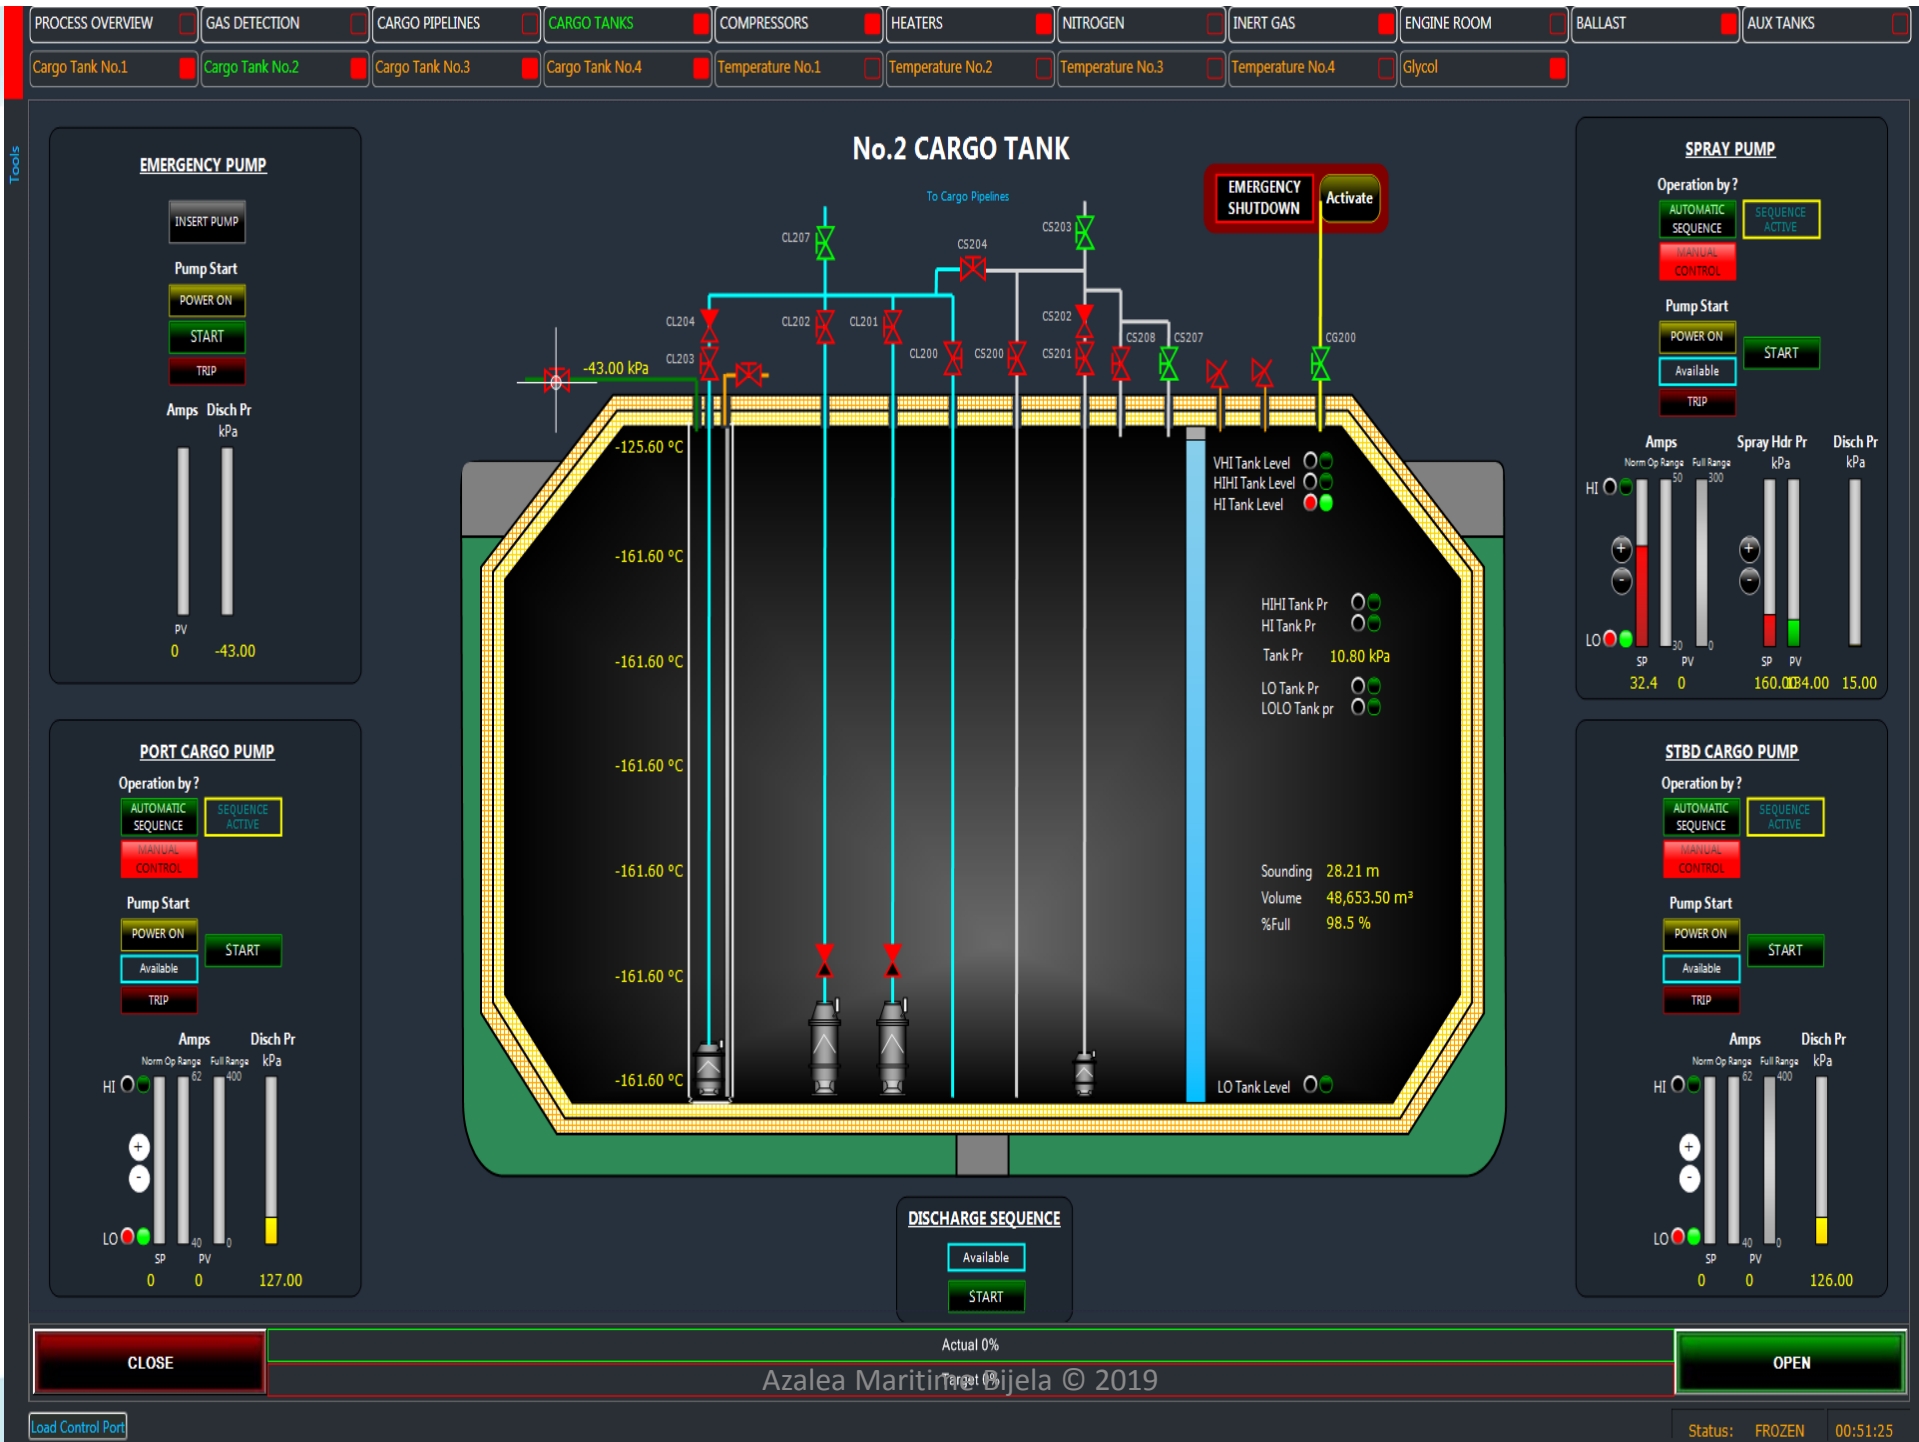 PROCESS OVERVIEW
GAS DETECTION
CARGO PIPELINES
CARGO TANKS
COMPRESSORS
HEATERS
NITROGEN
INERT GAS
ENGINE ROOM
BALLAST
AUX TANKS
Cargo Tank No.1
Cargo Tank No.2
Cargo Tank No.3
Cargo Tank No.4
Temperature No.1
Temperature No.2
Temperature No.3
Temperature No.4
Glycol
Tools
No.2 CARGO TANK
To Cargo Pipelines
EMERGENCY
SHUTDOWN
Activate
EMERGENCY PUMP
INSERT PUMP
Pump Start
POWER ON
START
TRIP
Amps Disch Pr
kPa
PV
0 -43.00
PORT CARGO PUMP
Operation by ?
AUTOMATIC
SEQUENCE
SEQUENCE
ACTIVE
MANUAL
CONTROL
Pump Start
POWER ON
START
Available
TRIP
Amps Disch Pr
Norm Op Range Full Range kPa
HI 62 400
LO 40 0
SP PV
0 0 127.00
CL207
CS204
CS203
CL204
CL202
CL201
CS202
CL203
CL200
CS200
CS201
CS208
CS207
CG200
-43.00 kPa
-125.60 °C
-161.60 °C
-161.60 °C
-161.60 °C
-161.60 °C
-161.60 °C
-161.60 °C
VHI Tank Level
HIHI Tank Level
HI Tank Level
HIHI Tank Pr
HI Tank Pr
Tank Pr 10.80 kPa
LO Tank Pr
LOLO Tank pr
Sounding 28.21 m
Volume 48,653.50 m³
%Full 98.5 %
LO Tank Level
DISCHARGE SEQUENCE
Available
START
SPRAY PUMP
Operation by ?
AUTOMATIC
SEQUENCE
SEQUENCE
ACTIVE
MANUAL
CONTROL
Pump Start
POWER ON
START
Available
TRIP
Amps Spray Hdr Pr Disch Pr
Norm Op Range Full Range kPa kPa
HI 50 300
+ +
- -
LO 30 0
SP PV SP PV
32.4 0 160.00 134.00 15.00
STBD CARGO PUMP
Operation by ?
AUTOMATIC
SEQUENCE
SEQUENCE
ACTIVE
MANUAL
CONTROL
Pump Start
POWER ON
START
Available
TRIP
Amps Disch Pr
Norm Op Range Full Range kPa
HI 62 400
+
-
LO 40 0
SP PV
0 0 126.00
CLOSE
Actual 0%
Target 0%
OPEN
Azalea Maritime Bijela © 2019
Load Control Port
Status: FROZEN 00:51:25